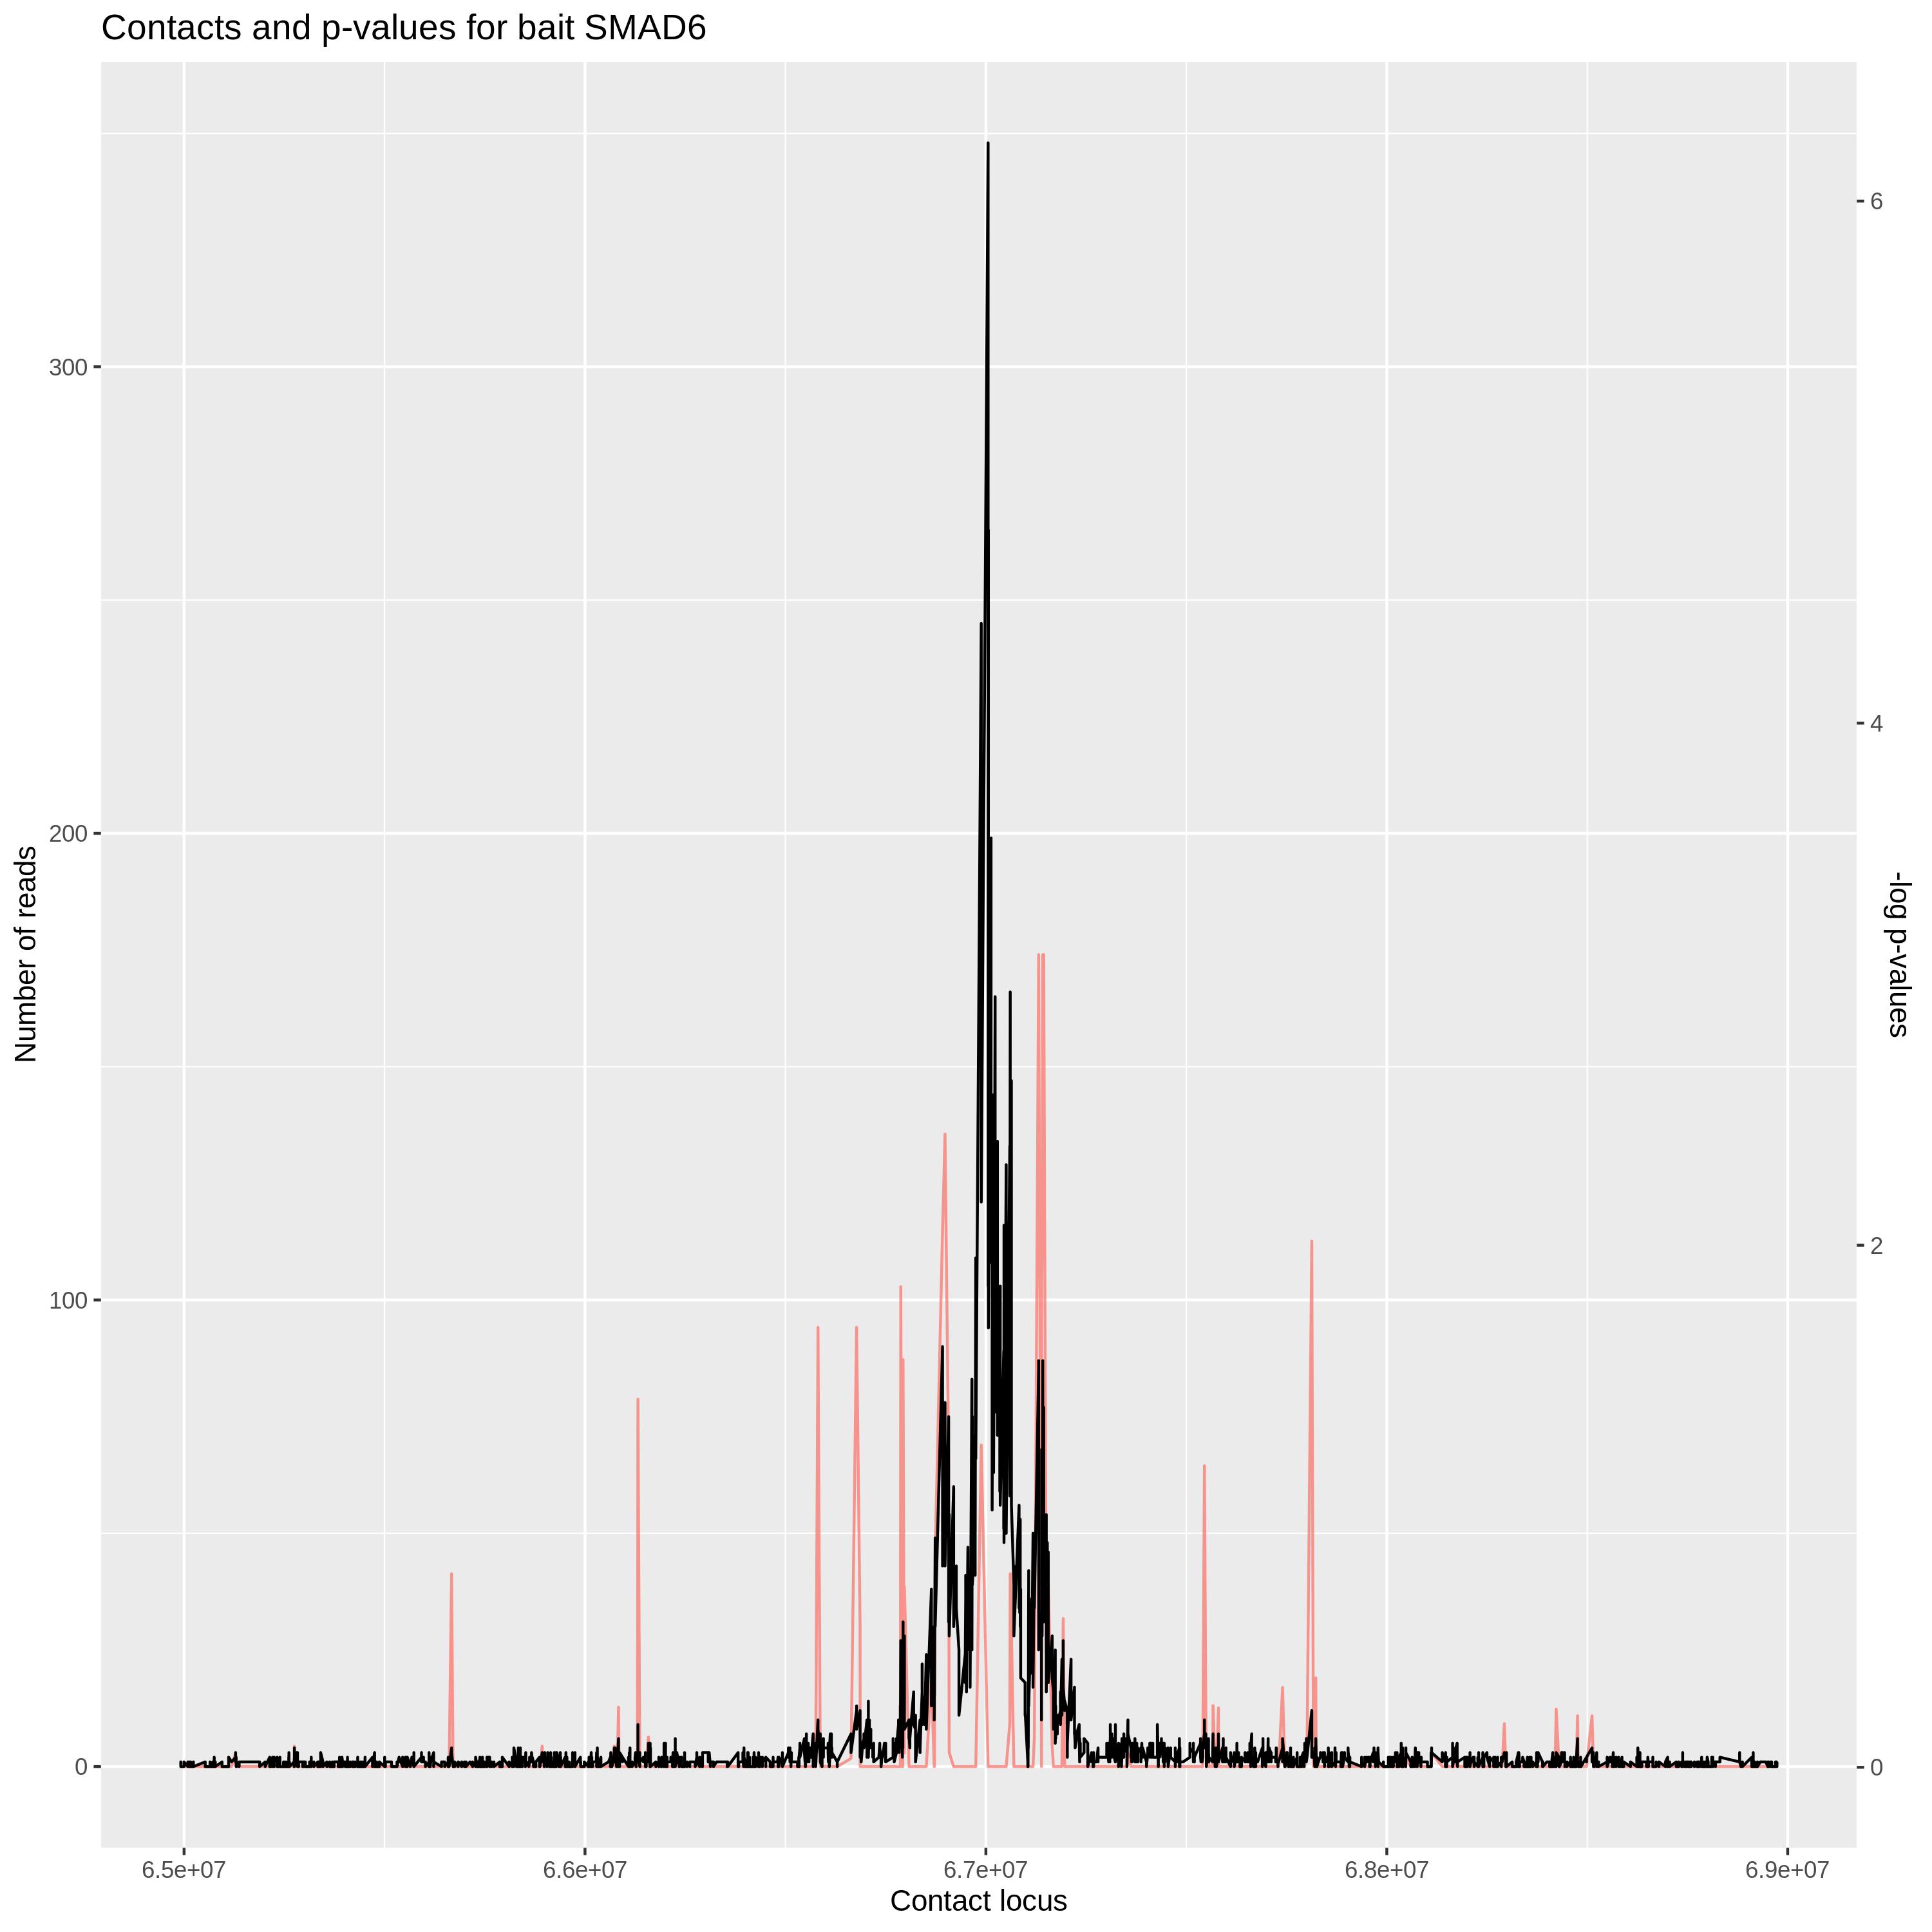 Contacts and p-values for bait SMAD6
Number of reads
300
200
100
0
6
4
2
0
-log p-values
6.5e+07
6.6e+07
6.7e+07
6.8e+07
6.9e+07
Contact locus